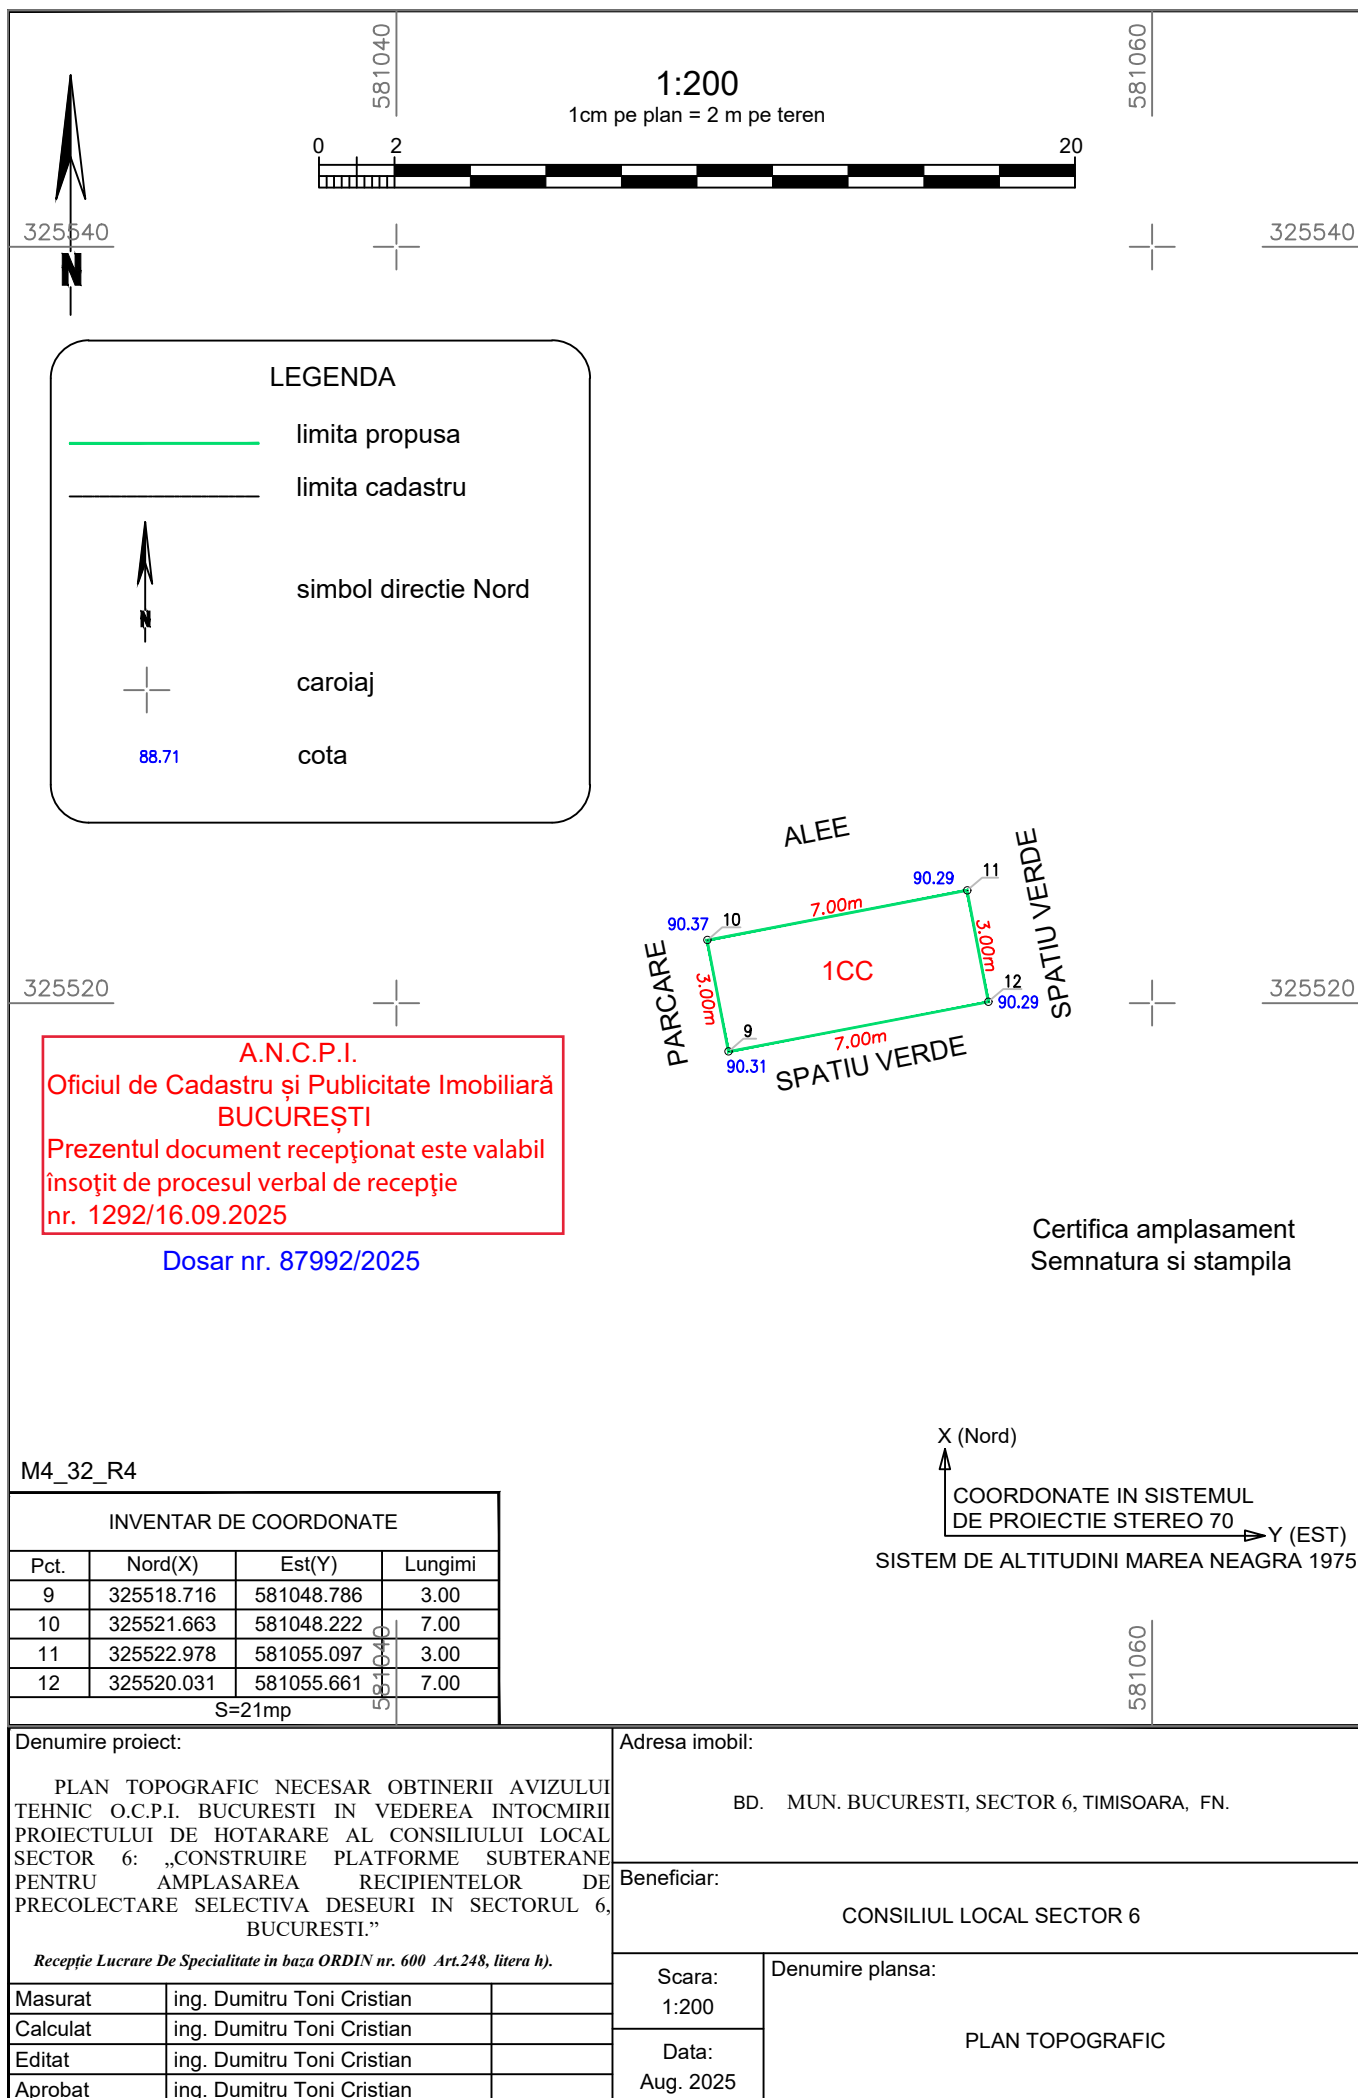 581040
581060
1:200
1cm pe plan = 2 m pe teren
0 2 20
325540
325540
N
LEGENDA
limita propusa
limita cadastru
simbol directie Nord
N
caroiaj
88.71 cota
ALEE
SPATIU VERDE
90.29 11
7.00m
90.37 10
3.00m
1CC
PARCARE
3.00m
12
90.29
9
7.00m
90.31
SPATIU VERDE
325520
325520
A.N.C.P.I.
Oficiul de Cadastru și Publicitate Imobiliară
BUCUREȘTI
Prezentul document recepţionat este valabil
însoţit de procesul verbal de recepţie
nr. 1292/16.09.2025
Dosar nr. 87992/2025
Certifica amplasament
Semnatura si stampila
X (Nord)
COORDONATE IN SISTEMUL
DE PROIECTIE STEREO 70
Y (EST)
SISTEM DE ALTITUDINI MAREA NEAGRA 1975
M4_32_R4
INVENTAR DE COORDONATE
Pct. Nord(X) Est(Y) Lungimi
9 325518.716 581048.786 3.00
10 325521.663 581048.222 7.00
11 325522.978 581055.097 3.00
12 325520.031 581055.661 7.00
S=21mp
581040
581060
Denumire proiect:
PLAN TOPOGRAFIC NECESAR OBTINERII AVIZULUI
TEHNIC O.C.P.I. BUCURESTI IN VEDEREA INTOCMIRII
PROIECTULUI DE HOTARARE AL CONSILIULUI LOCAL
SECTOR 6: „CONSTRUIRE PLATFORME SUBTERANE
PENTRU AMPLASAREA RECIPIENTELOR DE
PRECOLECTARE SELECTIVA DESEURI IN SECTORUL 6,
BUCURESTI.”
Recepție Lucrare De Specialitate in baza ORDIN nr. 600 Art.248, litera h).
Masurat ing. Dumitru Toni Cristian
Calculat ing. Dumitru Toni Cristian
Editat ing. Dumitru Toni Cristian
Aprobat ing. Dumitru Toni Cristian
Adresa imobil:
BD. MUN. BUCURESTI, SECTOR 6, TIMISOARA, FN.
Beneficiar:
CONSILIUL LOCAL SECTOR 6
Scara:
1:200
Data:
Aug. 2025
Denumire plansa:
PLAN TOPOGRAFIC